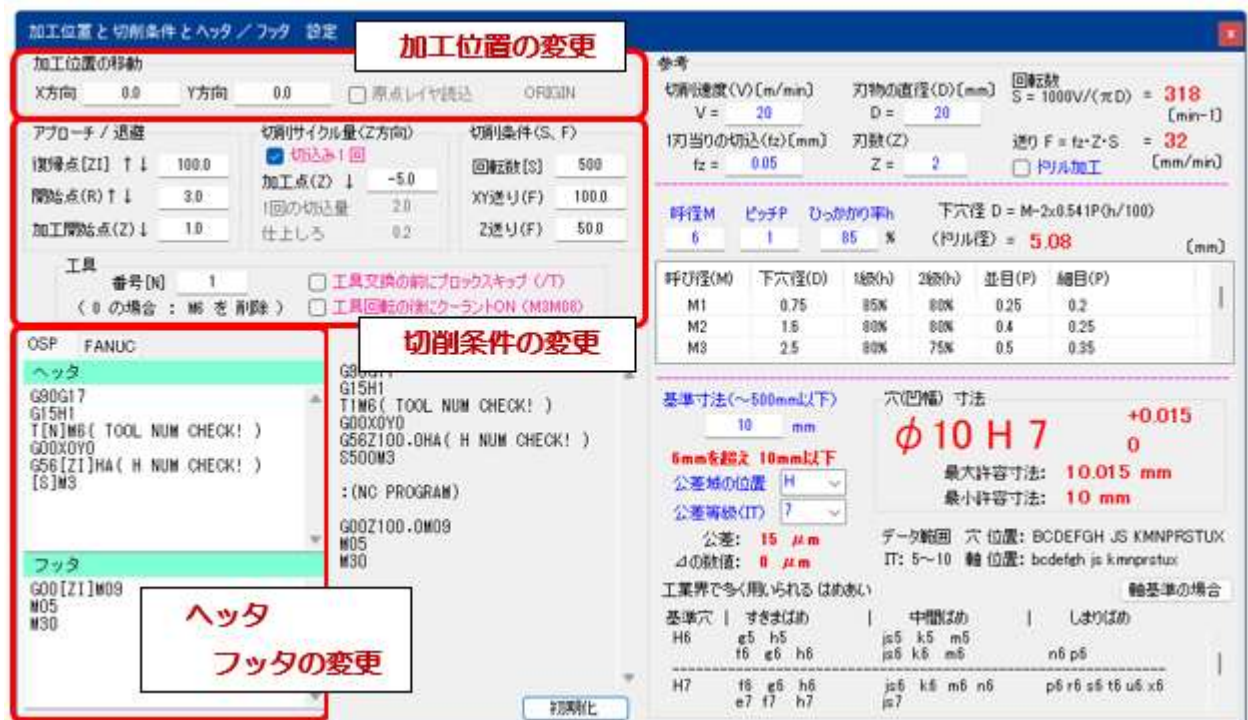 加工位置と切削条件とヘッタ／フッタ 設定
加工位置の変更
加工位置の移動
X方向 0.0 Y方向 0.0 原点レイヤ読込 ORIGIN
アプローチ / 退避
復帰点[ZI] ↑↓ 100.0
開始点(R)↑↓ 3.0
加工開始点(Z)↓ 1.0
切削サイクル量(Z方向)
切込み1回
加工点(Z) ↓ -5.0
1回の切込量 2.0
仕上しろ 0.2
切削条件(S、F)
回転数[S] 500
XY送り(F) 100.0
Z送り(F) 50.0
工具
番号[N] 1
( 0 の場合 : M6 を 削除 )
工具交換の前にブロックスキップ (/T)
工具回転の後にクーラントON (M3M08)
切削条件の変更
OSP FANUC
ヘッタ
G90G17
G15H1
T[N]M6( TOOL NUM CHECK! )
G00X0Y0
G56[ZI]HA( H NUM CHECK! )
[S]M3
フッタ
G00[ZI]M09
M05
M30
ヘッタ
フッタの変更
G90G17
G15H1
T1M6( TOOL NUM CHECK! )
G00X0Y0
G56Z100.0HA( H NUM CHECK! )
S500M3
:(NC PROGRAM)
G00Z100.0M09
M05
M30
初期化
参考
切削速度(V)[m/min] 刃物の直径(D)[mm] 回転数
V = 20 D = 20 S = 1000V/(πD) = 318
[min-1]
1刃当りの切込(fz)[mm] 刃数(Z) 送り F = fz・Z・S = 32
fz = 0.05 Z = 2 ドリル加工 [mm/min]
呼径M ピッチP ひっかかり率h 下穴径 D = M-2x0.541P(h/100)
6 1 85 % (ドリル径) = 5.08 [mm]
呼び径(M) 下穴径(D) 1級(h) 2級(h) 並目(P) 細目(P)
M1 0.75 85% 80% 0.25 0.2
M2 1.6 80% 80% 0.4 0.25
M3 2.5 80% 75% 0.5 0.35
基準寸法(～500mm以下)
10 mm
6mmを超え 10mm以下
公差域の位置 H
公差等級(IT) 7
公差: 15 μm
⊿の数値: 0 μm
穴(凹幅) 寸法
φ10 H 7 +0.015
0
最大許容寸法: 10.015 mm
最小許容寸法: 10 mm
データ範囲 穴 位置: BCDEFGH JS KMNPRSTUX
IT: 5～10 軸 位置: bcdefgh js kmnprstux
工業界で多く用いられる はめあい 軸基準の場合
基準穴 | すきまばめ | 中間ばめ | しまりばめ
H6 g5 h5 js5 k5 m5
f6 g6 h6 js6 k6 m6 n6 p6
H7 f6 g6 h6 js6 k6 m6 n6 p6 r6 s6 t6 u6 x6
e7 f7 h7 js7